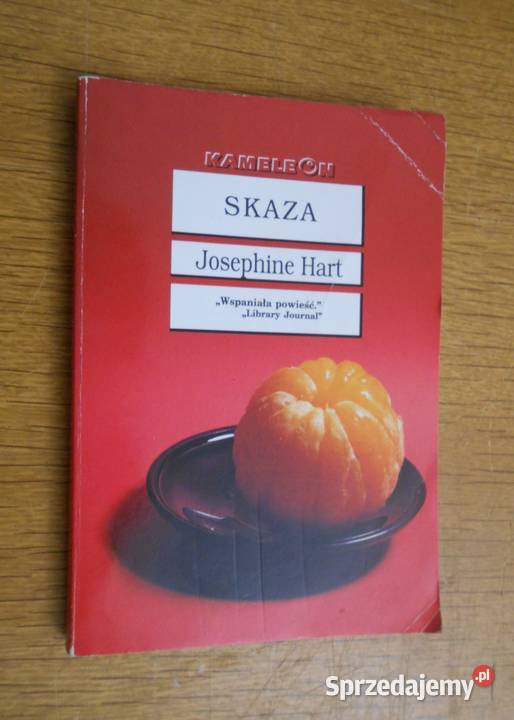 KAMELEON
SKAZA
Josephine Hart
„Wspaniała powieść.”
„Library Journal”
Sprzedajemy.pl